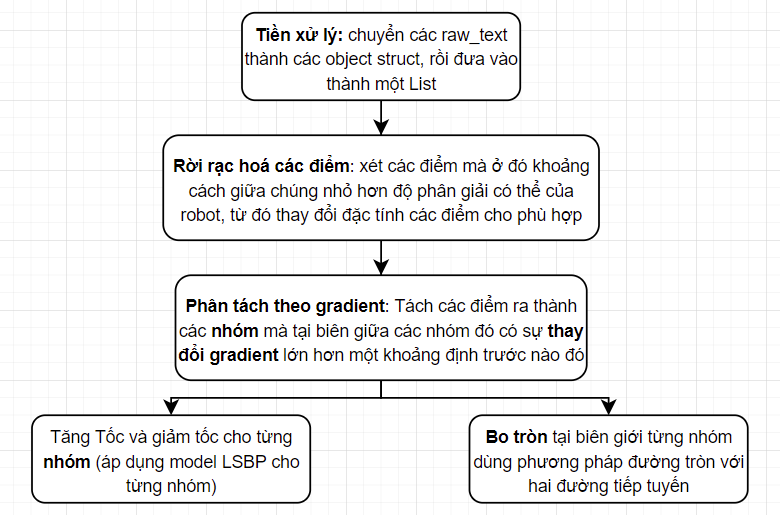 Tiền xử lý: chuyển các raw_text
thành các object struct, rồi đưa vào
thành một List
Rời rạc hoá các điểm: xét các điểm mà ở đó khoảng
cách giữa chúng nhỏ hơn độ phân giải có thể của
robot, từ đó thay đổi đặc tính các điểm cho phù hợp
Phân tách theo gradient: Tách các điểm ra thành
các nhóm mà tại biên giữa các nhóm đó có sự thay
đổi gradient lớn hơn một khoảng định trước nào đó
Tăng Tốc và giảm tốc cho từng
nhóm (áp dụng model LSBP cho
từng nhóm)
Bo tròn tại biên giới từng nhóm
dùng phương pháp đường tròn với
hai đường tiếp tuyến